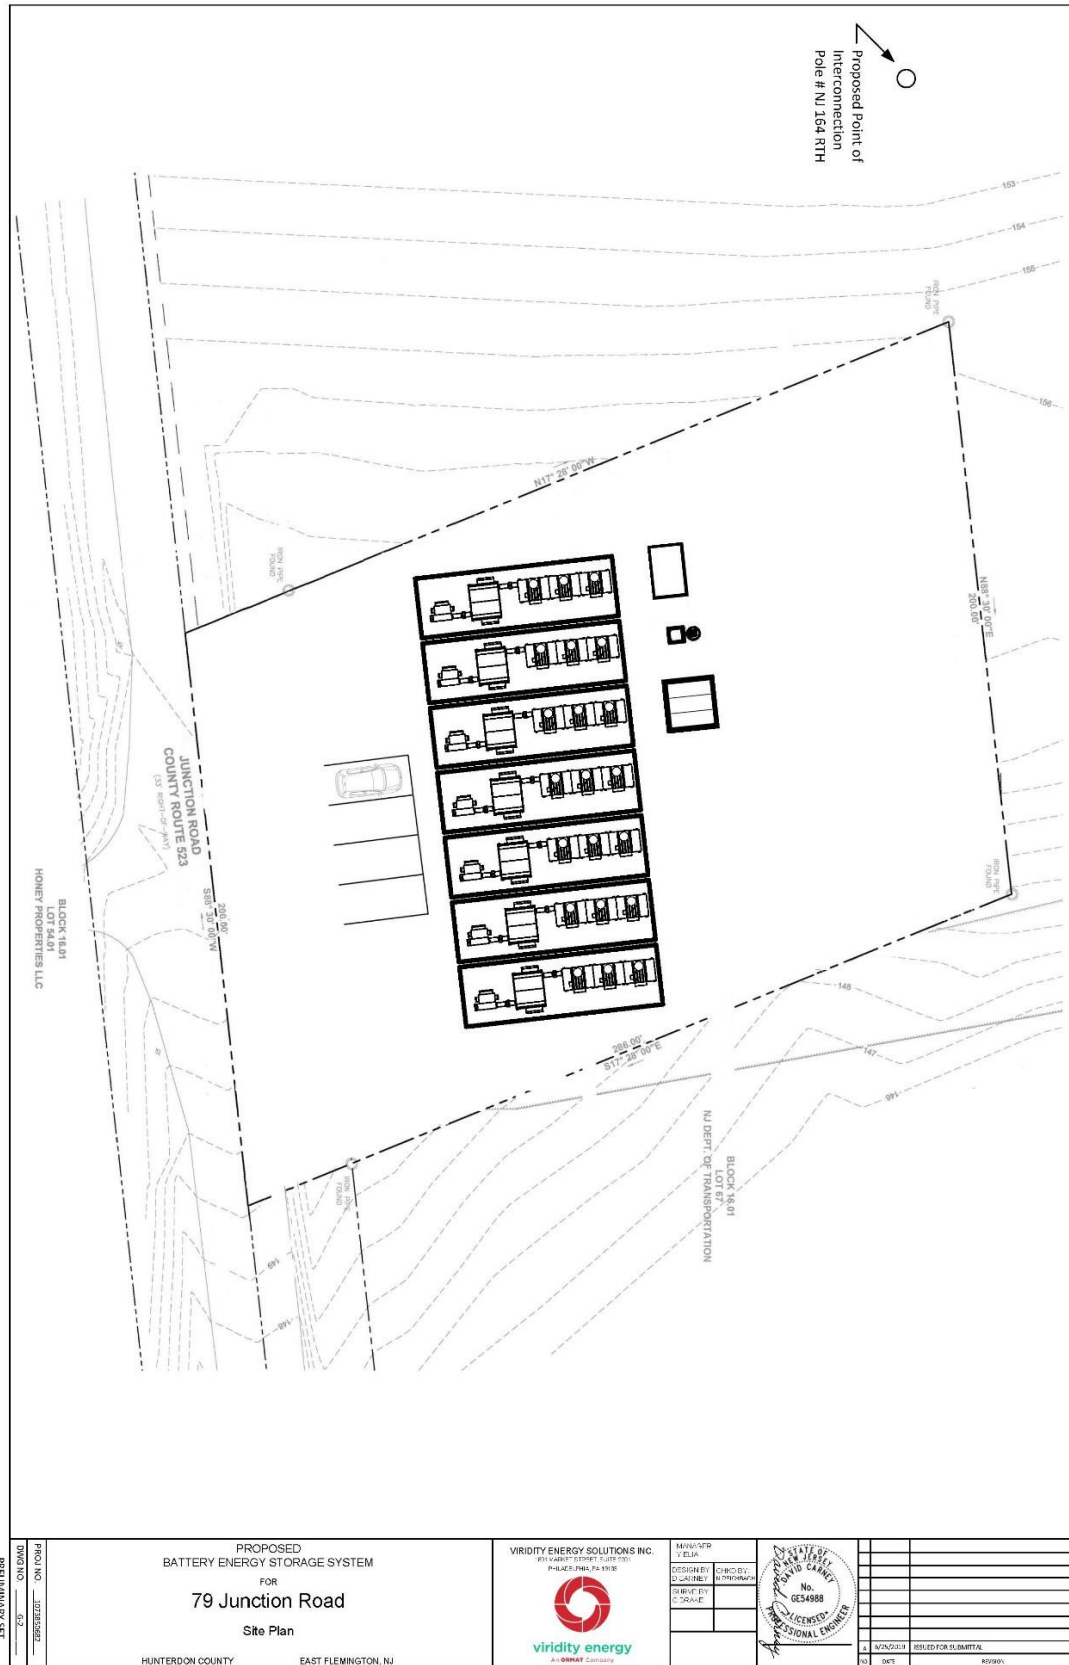 Proposed Point of
Interconnection
Pole # NJ 164 RTH
153
154
155
156
IRON PIPE
FOUND
N17° 28' 00"W
IRON PIPE
FOUND
N88° 30' 00"E
200.00'
IRON PIPE
FOUND
JUNCTION ROAD
COUNTY ROUTE 523
(33' RIGHT-OF-WAY)
200.00'
S88° 30' 00"W
BLOCK 16.01
LOT 54.01
HONEY PROPERTIES LLC
286.00'
S17° 28' 00"E
148
147
146
BLOCK 16.01
LOT 67
NJ DEPT. OF TRANSPORTATION
IRON PIPE
FOUND
149
148
PROPOSED
BATTERY ENERGY STORAGE SYSTEM
FOR
79 Junction Road
Site Plan
HUNTERDON COUNTY EAST FLEMINGTON, NJ
PROJ NO.
DWG NO. G-2
PRELIMINARY SET
VIRIDITY ENERGY SOLUTIONS INC.
PHILADELPHIA, PA
viridity energy
An ORMAT Company
MANAGER
Y ELIA
DESIGN BY
D CARNEY
CHKD BY:
SURVE BY
C DRAKE
STATE OF
NEW JERSEY
DAVID CARNEY
No.
GE54988
LICENSED
PROFESSIONAL ENGINEER
A ISSUED FOR SUBMITTAL
NO DATE REVISION